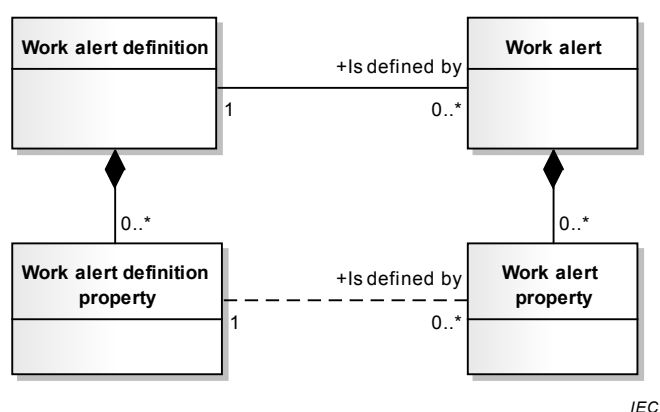 Work alert definition
Work alert
+Is defined by
1
0..*
0..*
0..*
Work alert definition
property
+Is defined by
Work alert
property
1
0..*
IEC